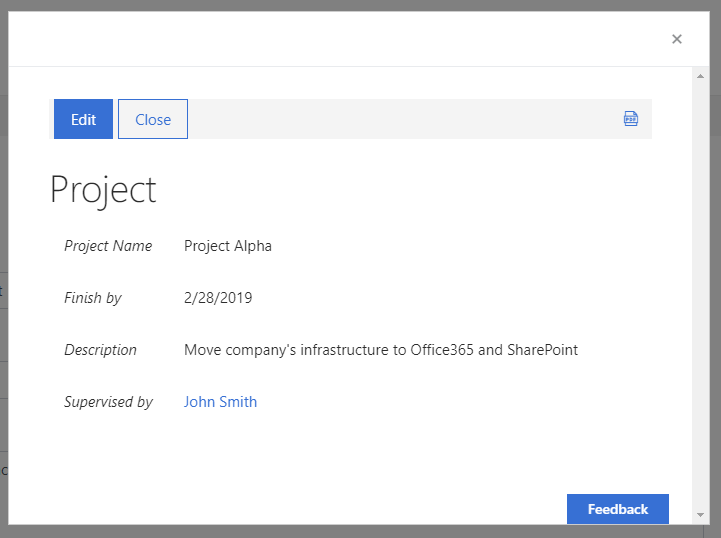 ×
Edit Close PDF
Project
Project Name Project Alpha
Finish by 2/28/2019
Description Move company's infrastructure to Office365 and SharePoint
Supervised by John Smith
Feedback